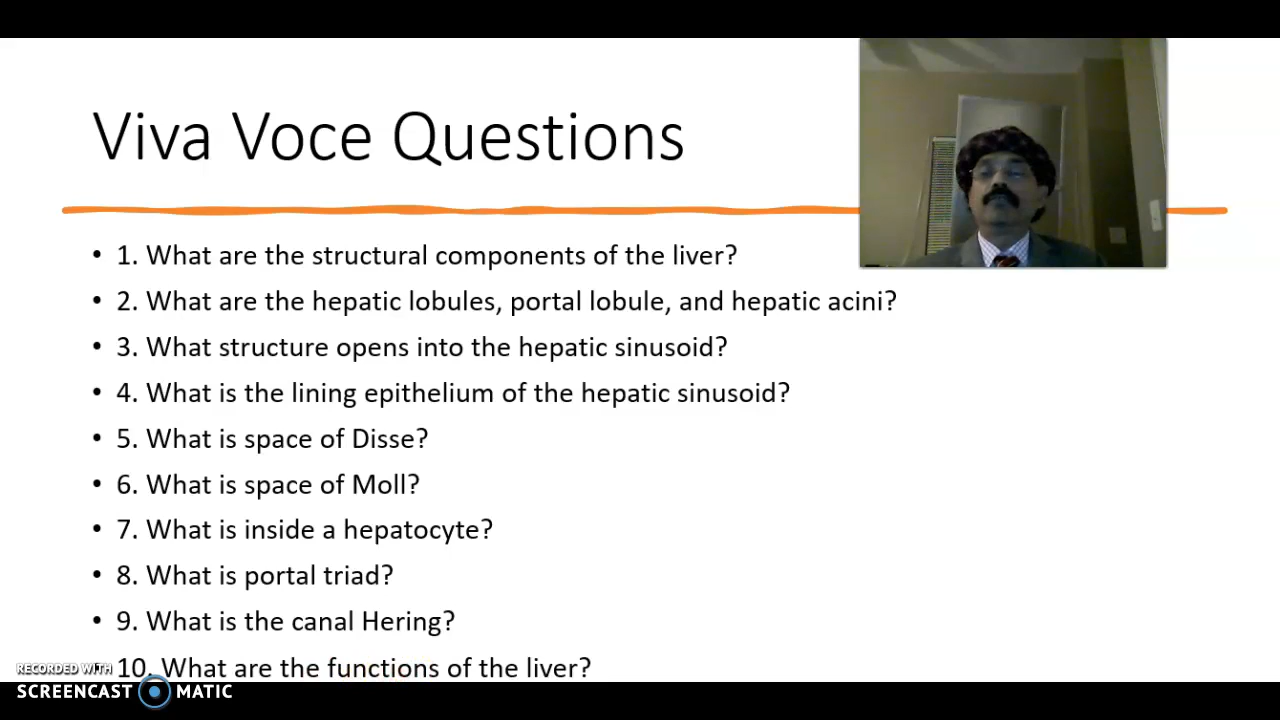 Viva Voce Questions
• 1. What are the structural components of the liver?
• 2. What are the hepatic lobules, portal lobule, and hepatic acini?
• 3. What structure opens into the hepatic sinusoid?
• 4. What is the lining epithelium of the hepatic sinusoid?
• 5. What is space of Disse?
• 6. What is space of Moll?
• 7. What is inside a hepatocyte?
• 8. What is portal triad?
• 9. What is the canal Hering?
• 10. What are the functions of the liver?
RECORDED WITH
SCREENCAST MATIC